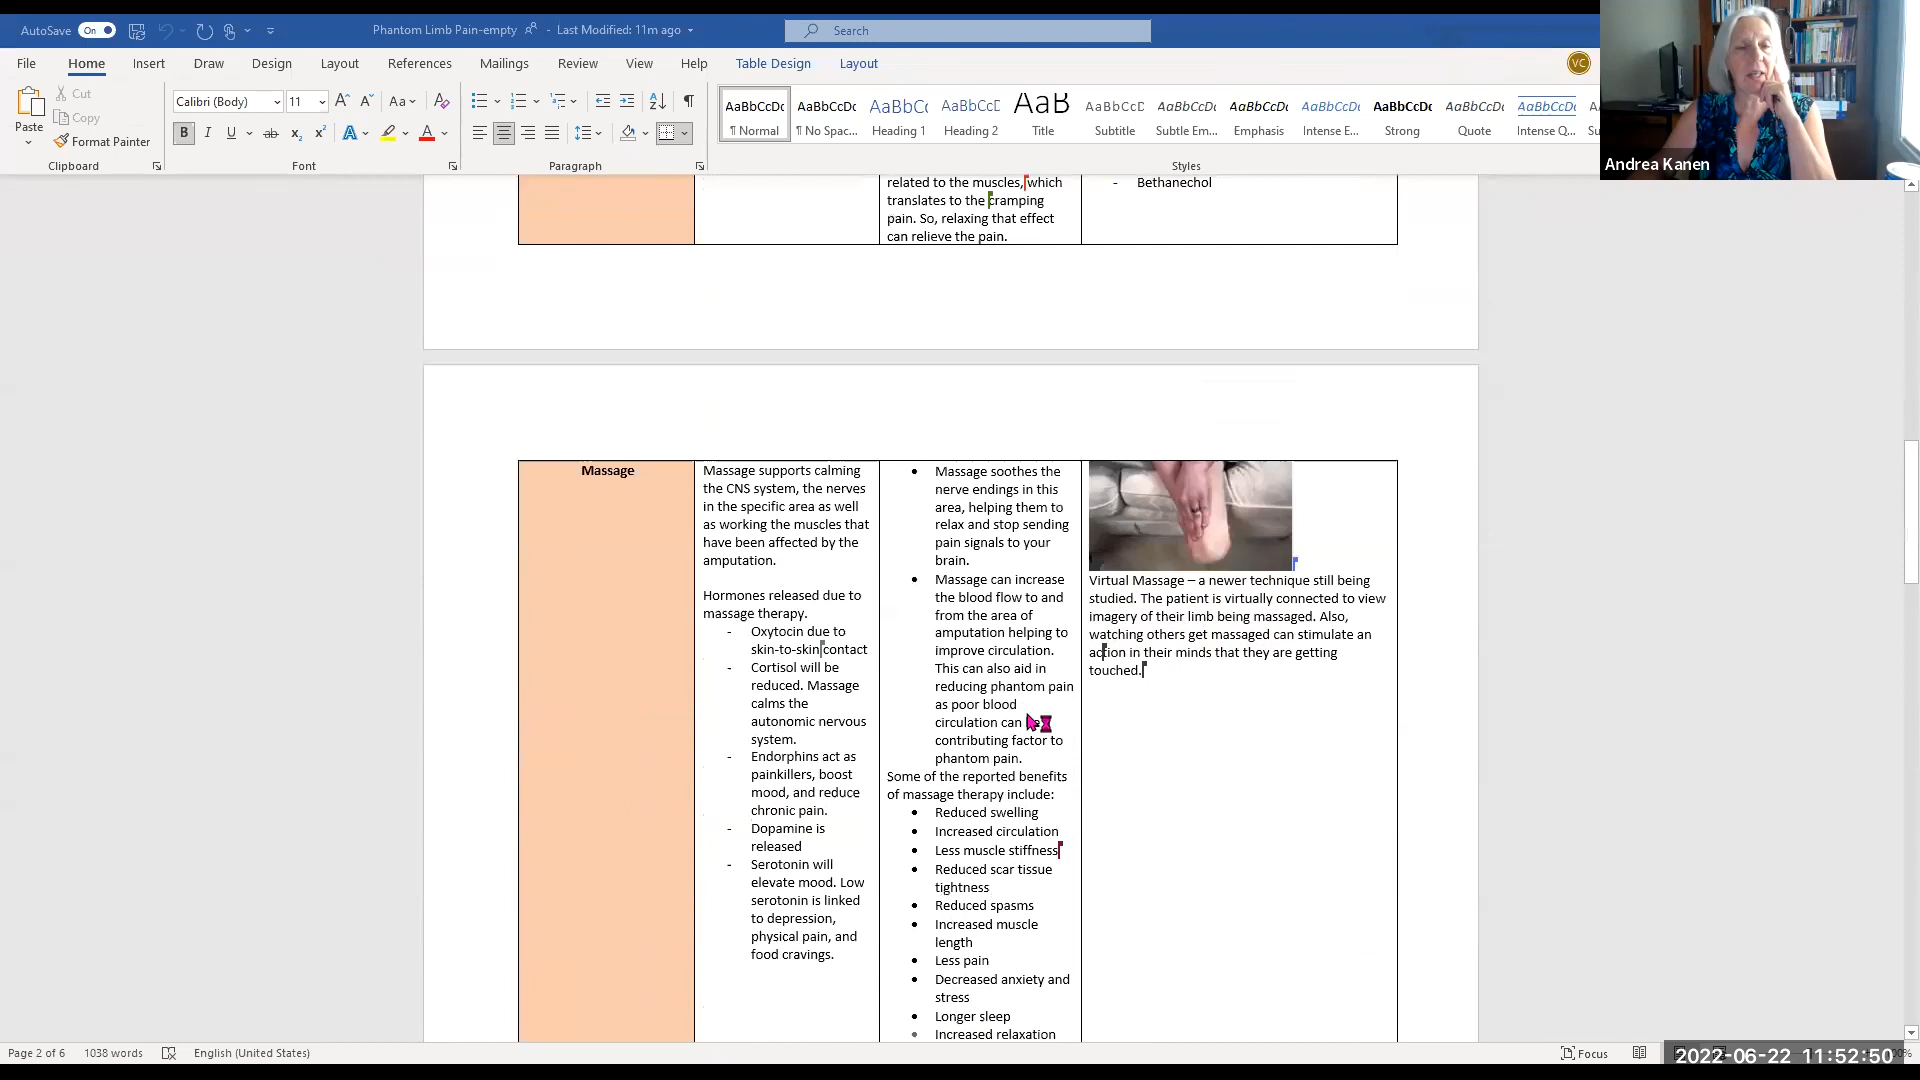 AutoSave On
Phantom Limb Pain-empty - Last Modified: 11m ago
Search
VC
File Home Insert Draw Design Layout References Mailings Review View Help Table Design Layout
Paste
Cut
Copy
Format Painter
Clipboard
Calibri (Body) 11
Font
Paragraph
AaBbCcDc AaBbCcDc AaBbCc AaBbCcD AaB AaBbCcD AaBbCcDc AaBbCcDc AaBbCcDc AaBbCcDc AaBbCcDc AaBbCcDc
¶ Normal ¶ No Spac... Heading 1 Heading 2 Title Subtitle Subtle Em... Emphasis Intense E... Strong Quote Intense Q...
Styles
Andrea Kanen
related to the muscles, which
translates to the cramping
pain. So, relaxing that effect
can relieve the pain.
- Bethanechol
Massage
Massage supports calming
the CNS system, the nerves
in the specific area as well
as working the muscles that
have been affected by the
amputation.
Hormones released due to
massage therapy.
- Oxytocin due to
skin-to-skin contact
- Cortisol will be
reduced. Massage
calms the
autonomic nervous
system.
- Endorphins act as
painkillers, boost
mood, and reduce
chronic pain.
- Dopamine is
released
- Serotonin will
elevate mood. Low
serotonin is linked
to depression,
physical pain, and
food cravings.
• Massage soothes the
nerve endings in this
area, helping them to
relax and stop sending
pain signals to your
brain.
• Massage can increase
the blood flow to and
from the area of
amputation helping to
improve circulation.
This can also aid in
reducing phantom pain
as poor blood
circulation can
contributing factor to
phantom pain.
Some of the reported benefits
of massage therapy include:
• Reduced swelling
• Increased circulation
• Less muscle stiffness
• Reduced scar tissue
tightness
• Reduced spasms
• Increased muscle
length
• Less pain
• Decreased anxiety and
stress
• Longer sleep
• Increased relaxation
Virtual Massage – a newer technique still being
studied. The patient is virtually connected to view
imagery of their limb being massaged. Also,
watching others get massaged can stimulate an
action in their minds that they are getting
touched.
Page 2 of 6 1038 words English (United States)
Focus
2022-06-22 11:52:50